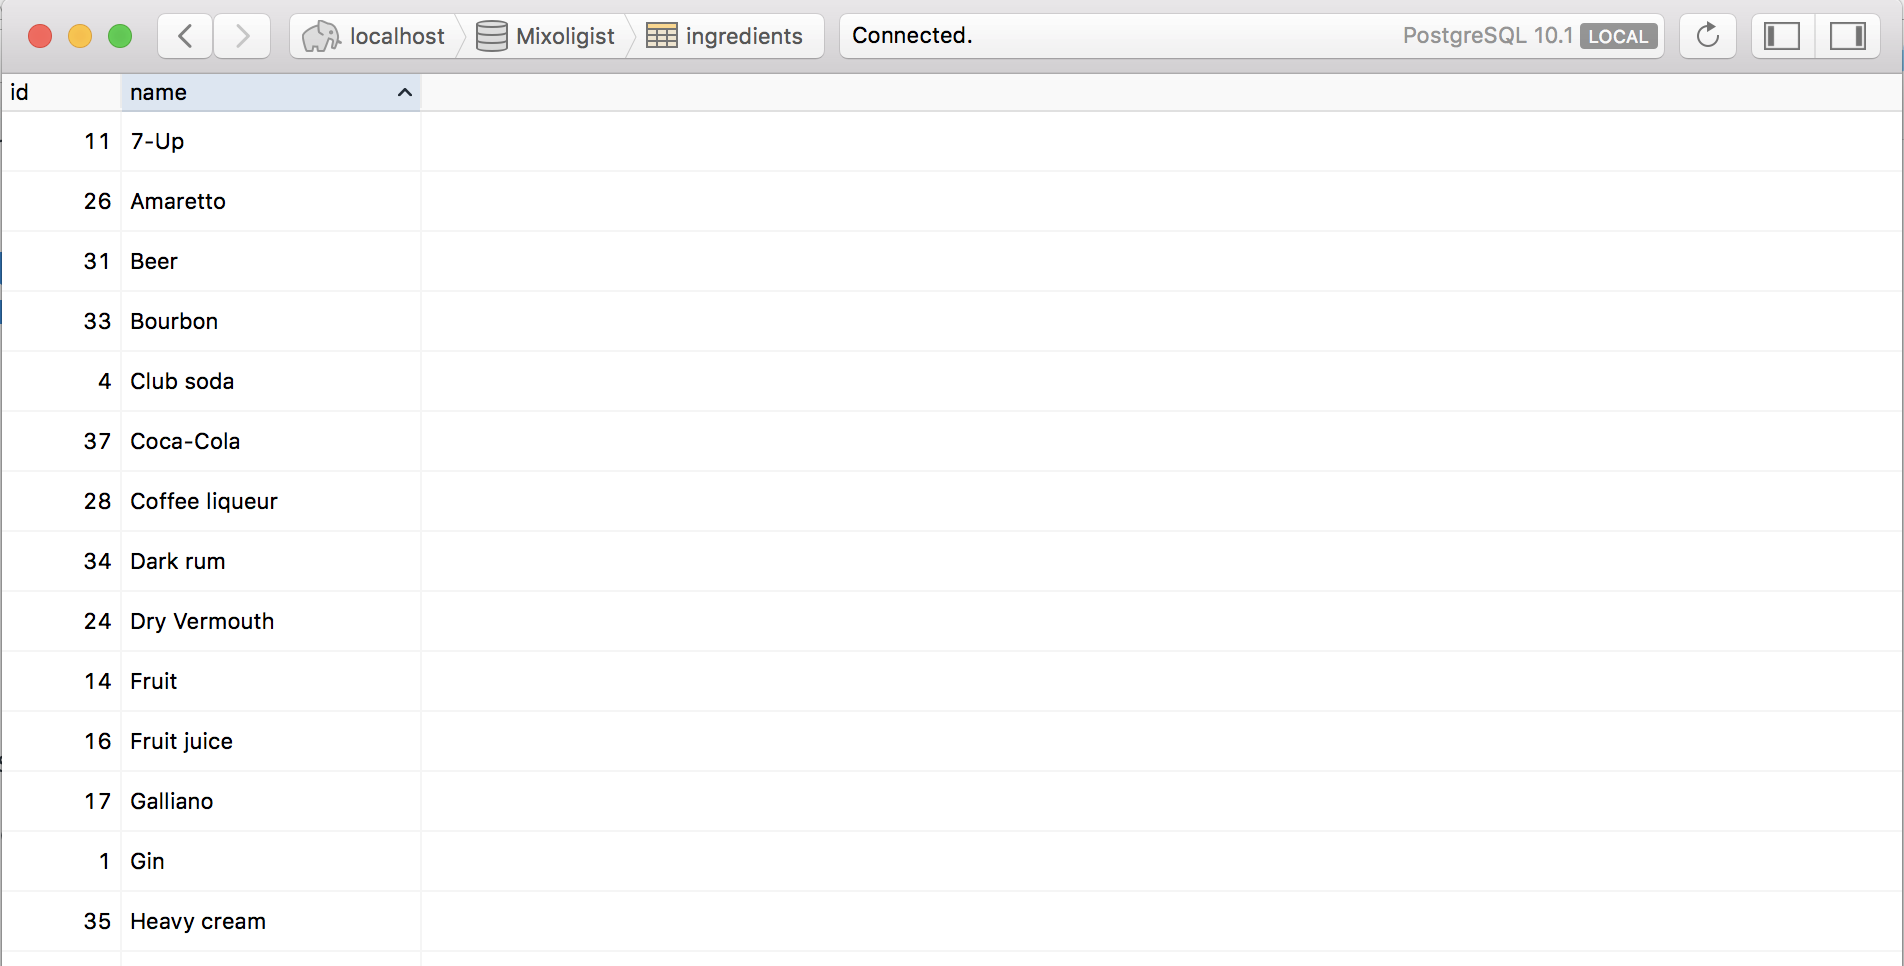 localhost Mixoligist ingredients Connected. PostgreSQL 10.1 LOCAL
id name
11 7-Up
26 Amaretto
31 Beer
33 Bourbon
4 Club soda
37 Coca-Cola
28 Coffee liqueur
34 Dark rum
24 Dry Vermouth
14 Fruit
16 Fruit juice
17 Galliano
1 Gin
35 Heavy cream